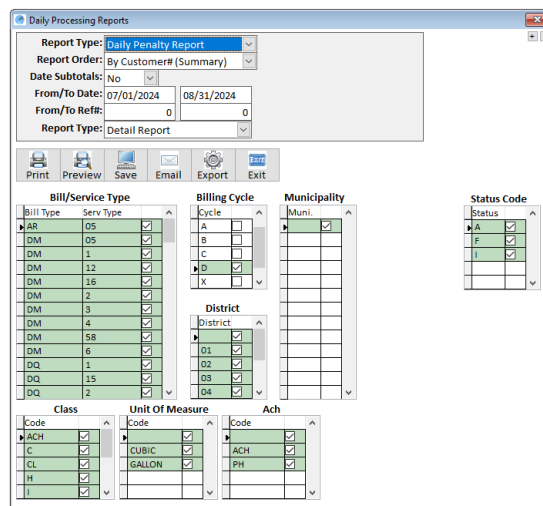 Daily Processing Reports
Report Type: Daily Penalty Report
Report Order: By Customer# (Summary)
Date Subtotals: No
From/To Date: 07/01/2024 08/31/2024
From/To Ref#: 0 0
Report Type: Detail Report
Print Preview Save Email Export Exit
Bill/Service Type
Bill Type Serv Type
AR 05
DM 05
DM 1
DM 12
DM 16
DM 2
DM 3
DM 4
DM 58
DM 6
DQ 1
DQ 15
DQ 2
Billing Cycle
Cycle
A
B
C
D
X
District
District
01
02
03
04
Municipality
Muni.
Status Code
Status
A
F
I
Class
Code
ACH
C
CL
H
I
Unit Of Measure
Code
CUBIC
GALLON
Ach
Code
ACH
PH